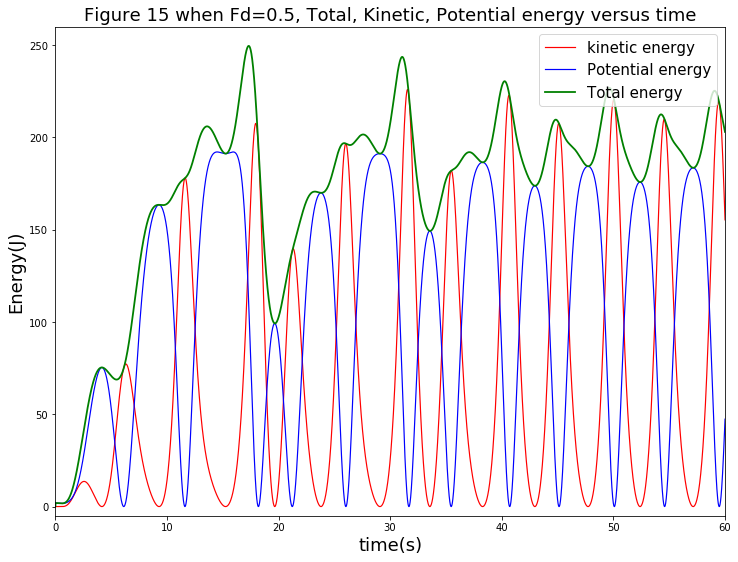 Figure 15 when Fd=0.5, Total, Kinetic, Potential energy versus time
kinetic energy
Potential energy
Total energy
Energy(J)
250
200
150
100
50
0
0 10 20 30 40 50 60
time(s)